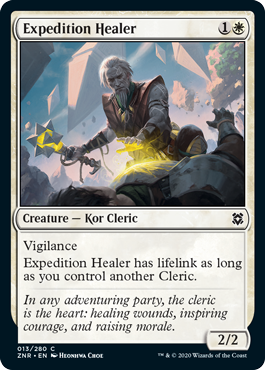 Expedition Healer 1
Creature — Kor Cleric
Vigilance
Expedition Healer has lifelink as long
as you control another Cleric.
In any adventuring party, the cleric
is the heart: healing wounds, inspiring
courage, and raising morale.
2/2
013/280 C
ZNR • EN Heonhwa Choe
™ & © 2020 Wizards of the Coast